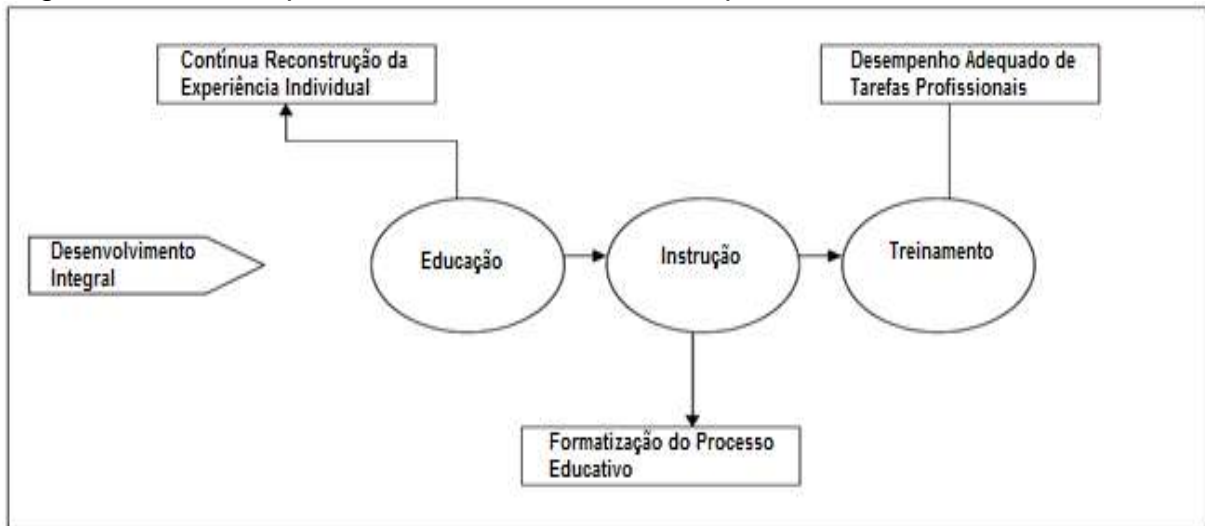 Contínua Reconstrução da
Experiência Individual
Desempenho Adequado de
Tarefas Profissionais
Desenvolvimento
Integral
Educação
Instrução
Treinamento
Formatização do Processo
Educativo